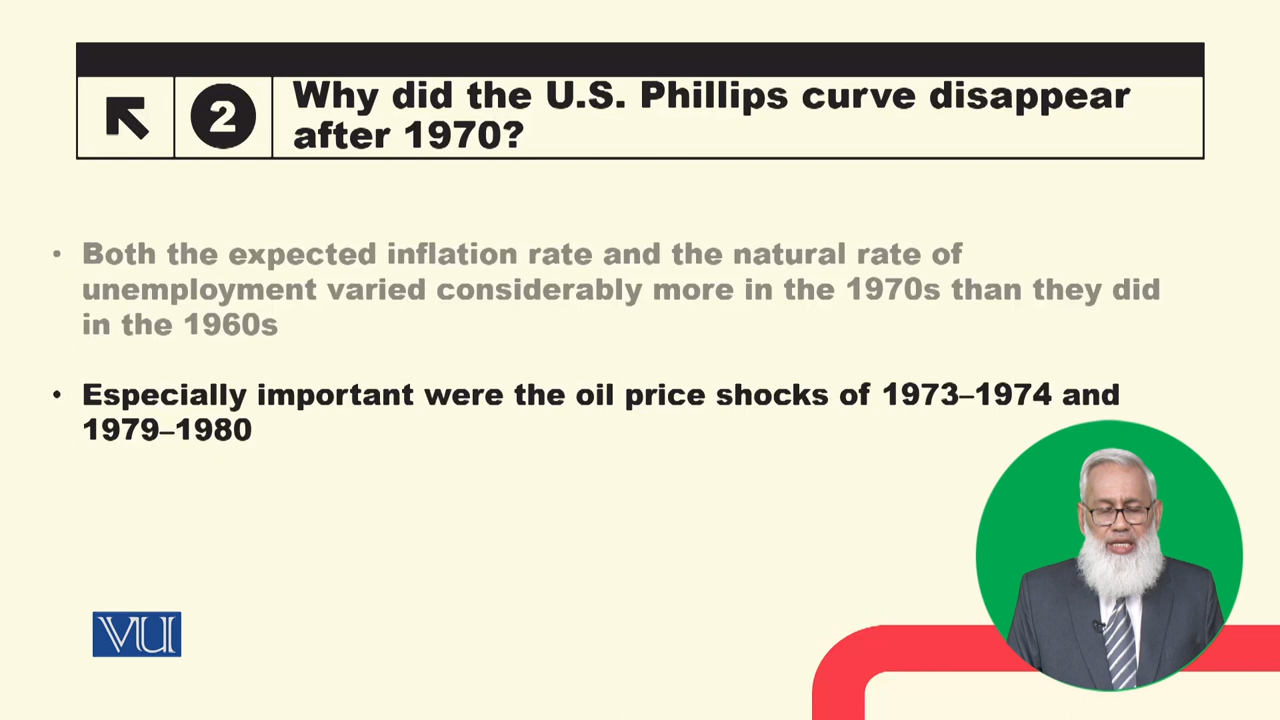 2
Why did the U.S. Phillips curve disappear
after 1970?
• Both the expected inflation rate and the natural rate of
unemployment varied considerably more in the 1970s than they did
in the 1960s
• Especially important were the oil price shocks of 1973–1974 and
1979–1980
VU